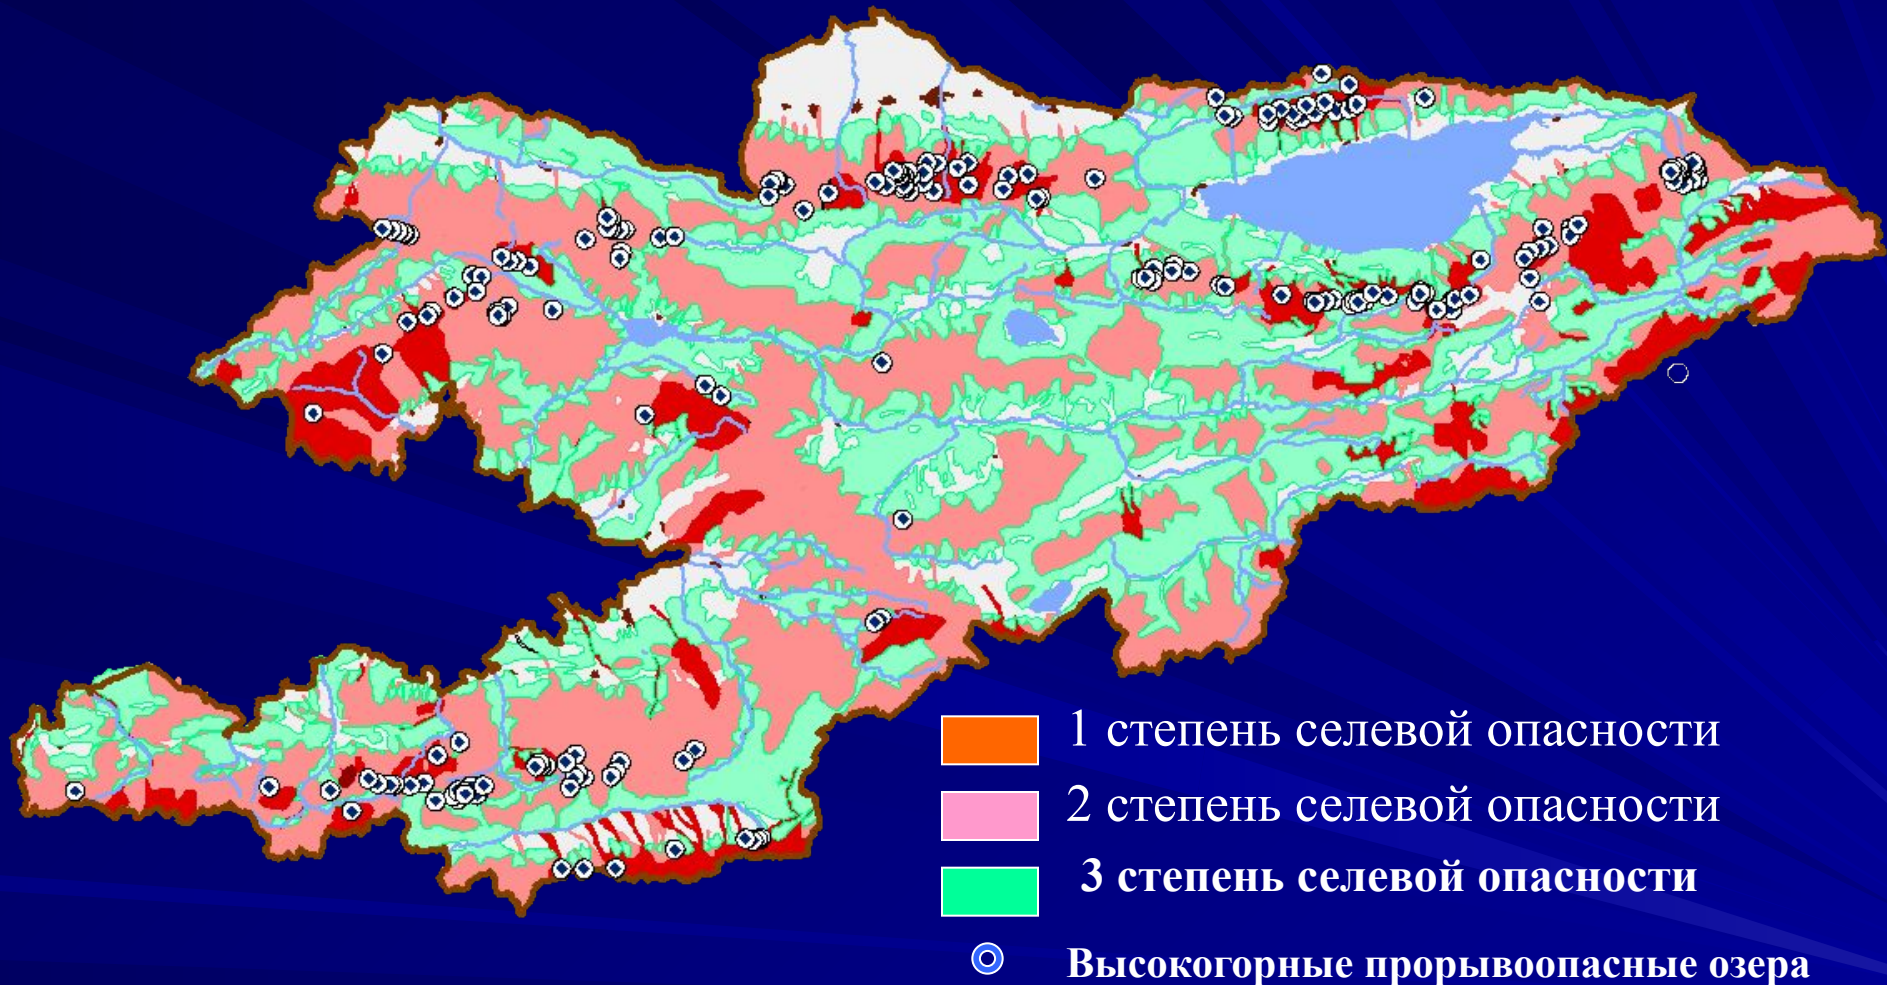 1 степень селевой опасности
2 степень селевой опасности
3 степень селевой опасности
Высокогорные прорывоопасные озера